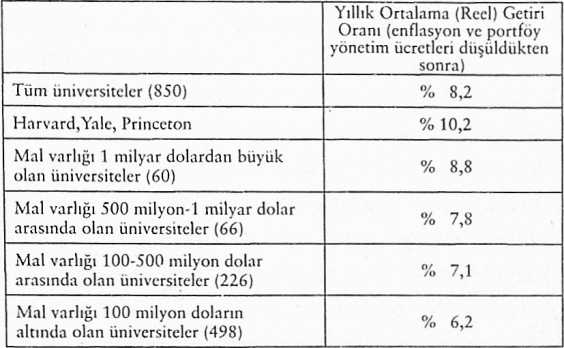 Yıllık Ortalama (Reel) Getiri
Oranı (enflasyon ve portföy
yönetim ücretleri düşüldükten
sonra)
Tüm üniversiteler (850) % 8,2
Harvard,Yale, Princeton % 10,2
Mal varlığı 1 milyar dolardan büyük
olan üniversiteler (60) % 8,8
Mal varlığı 500 milyon-1 milyar dolar
arasında olan üniversiteler (66) % 7,8
Mal varlığı 100-500 milyon dolar
arasında olan üniversiteler (226) % 7,1
Mal varlığı 100 milyon doların
altında olan üniversiteler (498) % 6,2